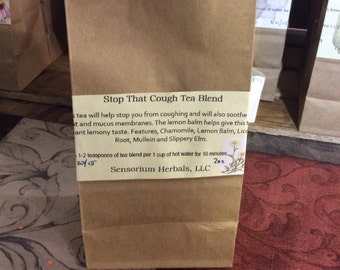 Stop That Cough Tea Blend
tea will help stop you from coughing and will also soothe
and mucus membranes. The lemon balm helps give this
lemony taste. Features, Chamomile, Lemon Balm,
Root, Mullein and Slippery Elm.
1-2 teaspoons of tea blend per 1 cup of hot water for 10 minutes
2oz
Sensorium Herbals, LLC